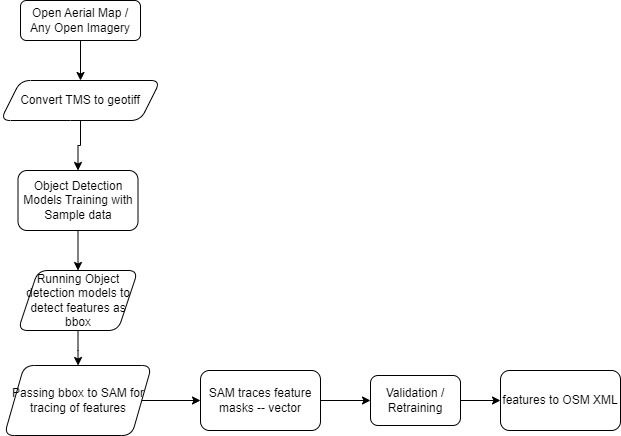 Open Aerial Map /
Any Open Imagery
Convert TMS to geotiff
Object Detection
Models Training with
Sample data
Running Object
detection models to
detect features as
bbox
Passing bbox to SAM for
tracing of features
SAM traces feature
masks -- vector
Validation /
Retraining
features to OSM XML